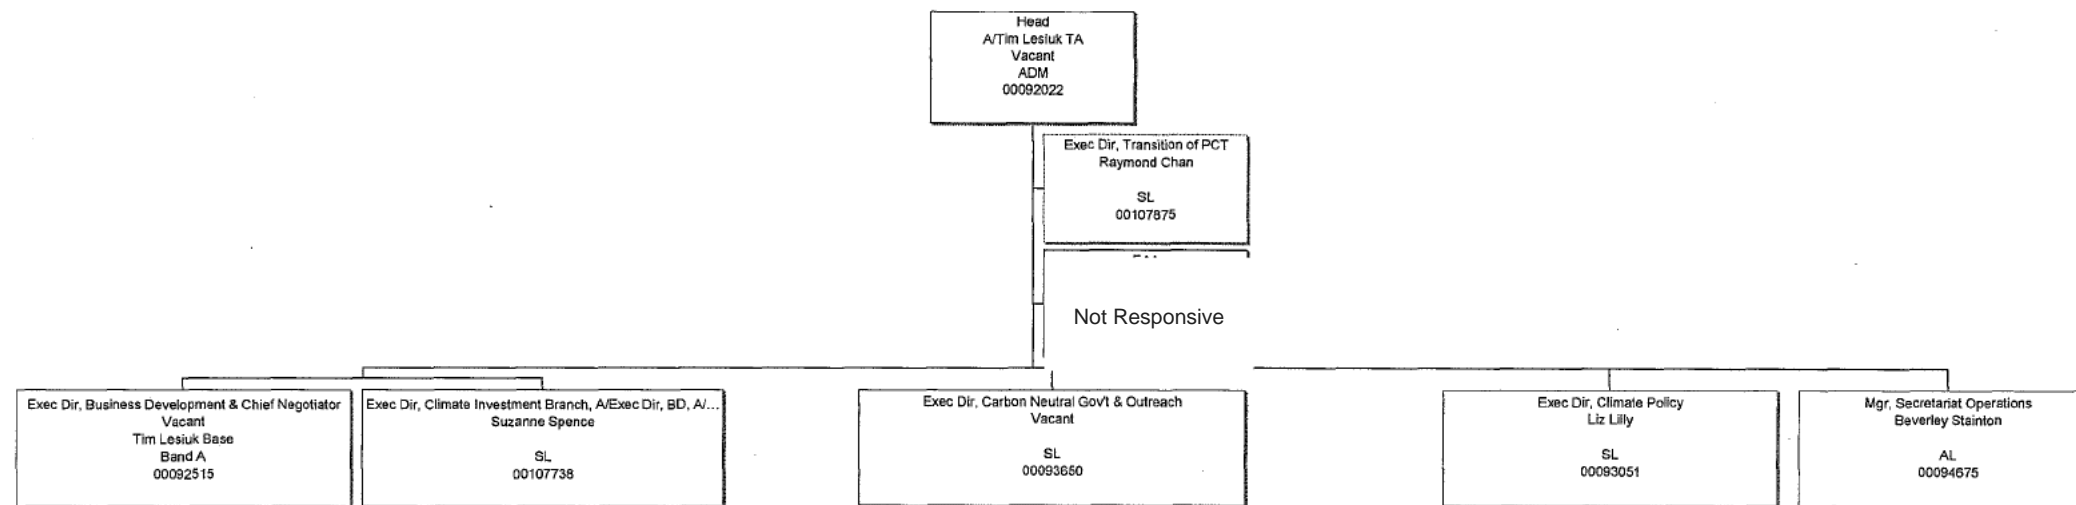 Head
A/Tim Lesiuk TA
Vacant
ADM
00092022
Exec Dir, Transition of PCT
Raymond Chan
SL
00107875
Not Responsive
Exec Dir, Business Development & Chief Negotiator
Vacant
Tim Lesiuk Base
Band A
00092515
Exec Dir, Climate Investment Branch, A/Exec Dir, BD, A/...
Suzanne Spence
SL
00107738
Exec Dir, Carbon Neutral Gov't & Outreach
Vacant
SL
00093650
Exec Dir, Climate Policy
Liz Lilly
SL
00093051
Mgr, Secretariat Operations
Beverley Stainton
AL
00094675